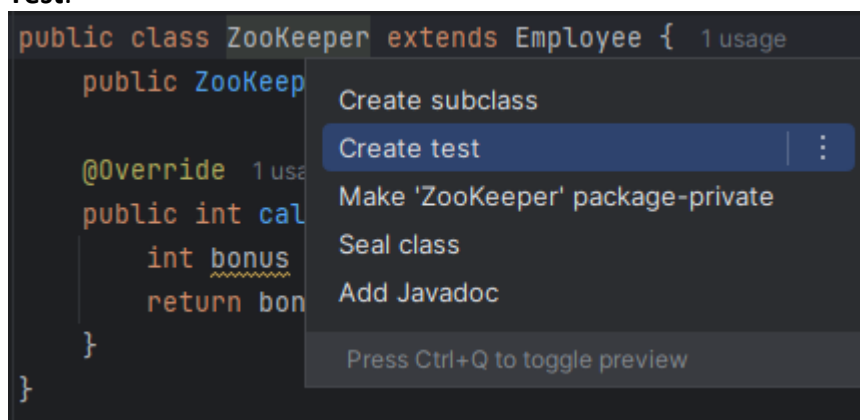 Test.
public class ZooKeeper extends Employee { 1 usage
public ZooKeep
Create subclass
Create test
@Override 1 usa
Make 'ZooKeeper' package-private
public int cal
Seal class
int bonus
Add Javadoc
return bon
}
Press Ctrl+Q to toggle preview
}